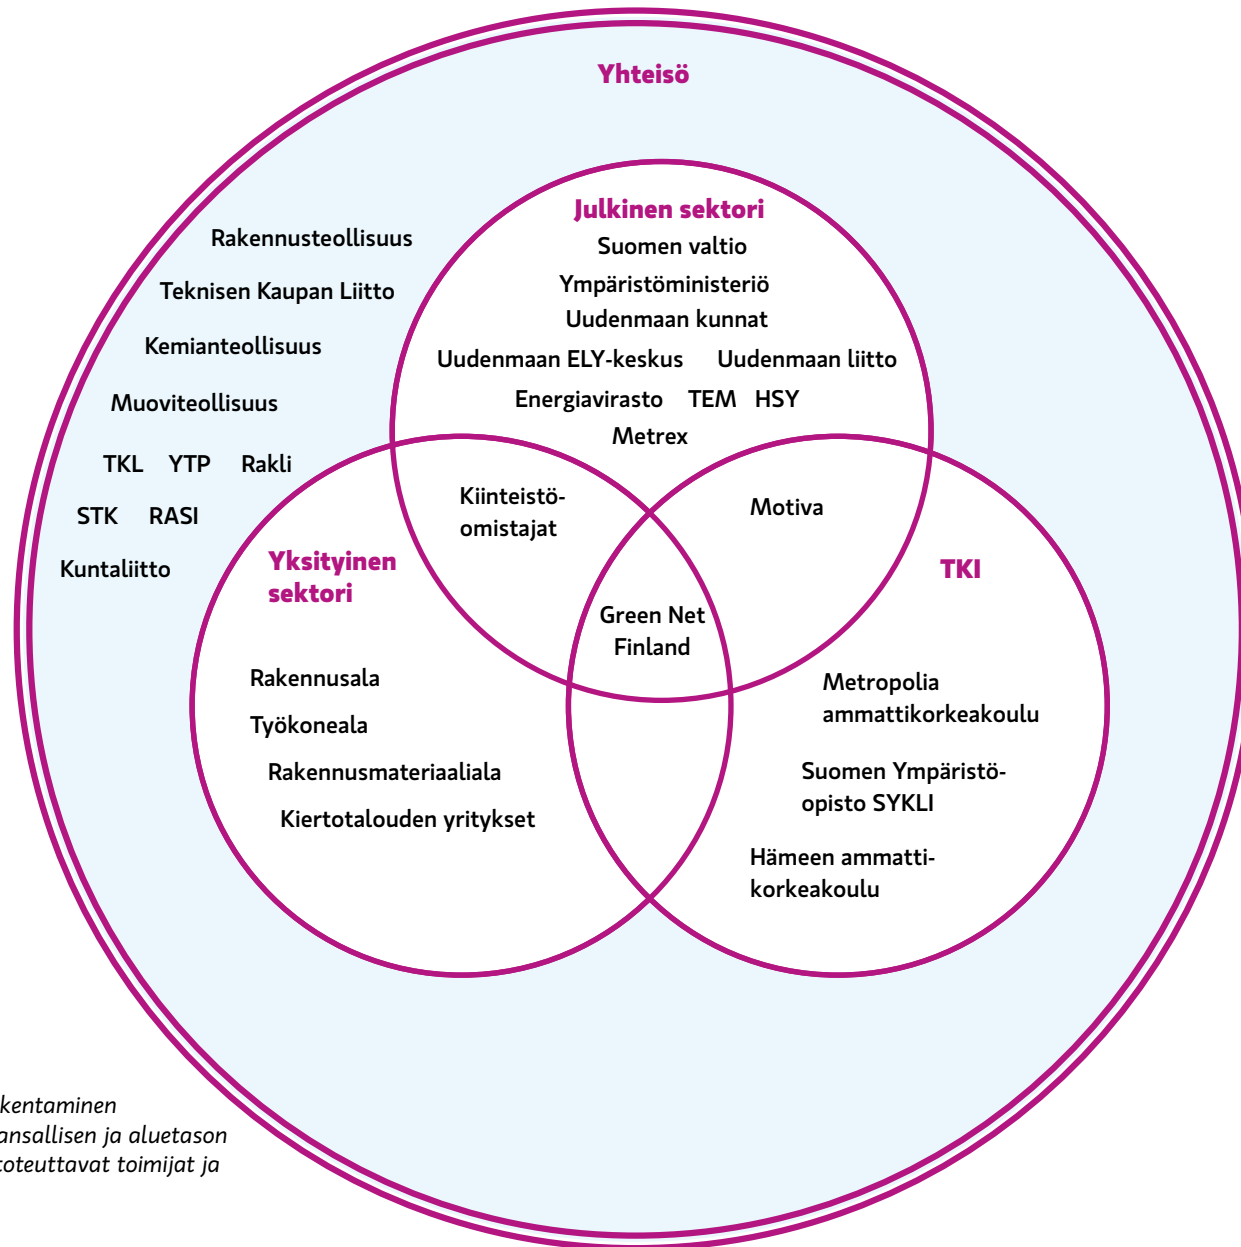 Yhteisö
Julkinen sektori
Suomen valtio
Ympäristöministeriö
Uudenmaan kunnat
Uudenmaan ELY-keskus Uudenmaan liitto
Energiavirasto TEM HSY
Metrex
Rakennusteollisuus
Teknisen Kaupan Liitto
Kemianteollisuus
Muoviteollisuus
TKL YTP Rakli
STK RASI
Kuntaliitto
Kiinteistö-
omistajat
Motiva
Yksityinen
sektori
TKI
Green Net
Finland
Rakennusala
Työkoneala
Rakennusmateriaaliala
Kiertotalouden yritykset
Metropolia
ammattikorkeakoulu
Suomen Ympäristö-
opisto SYKLI
Hämeen ammatti-
korkeakoulu
kentaminen
ansallisen ja aluetason
toteuttavat toimijat ja